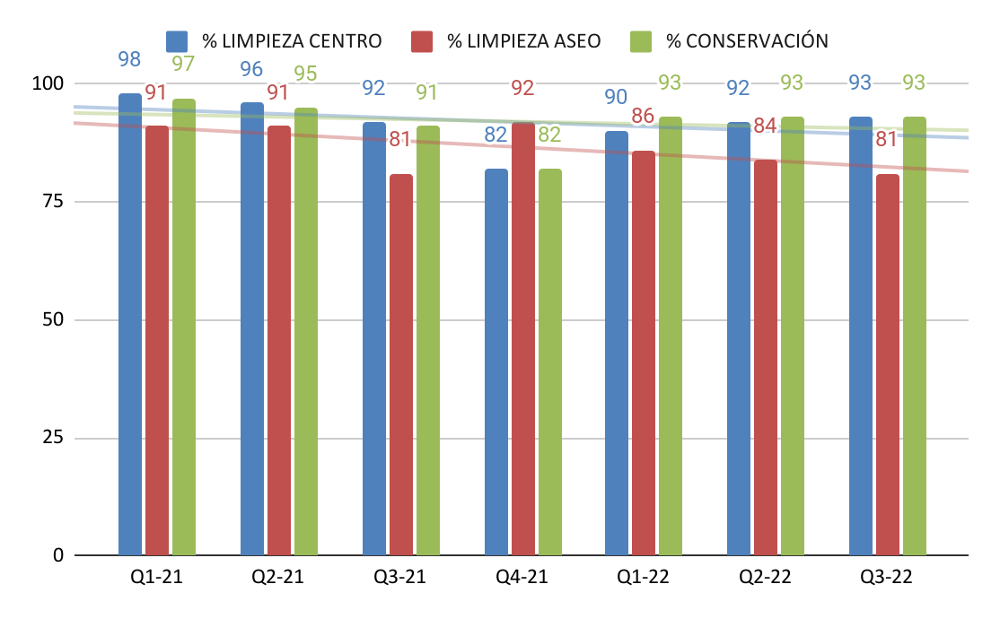 % LIMPIEZA CENTRO % LIMPIEZA ASEO % CONSERVACIÓN
98 91 97 96 91 95 92 81 91 82 92 82 90 86 93 92 84 93 93 81 93
100
75
50
25
0
Q1-21 Q2-21 Q3-21 Q4-21 Q1-22 Q2-22 Q3-22